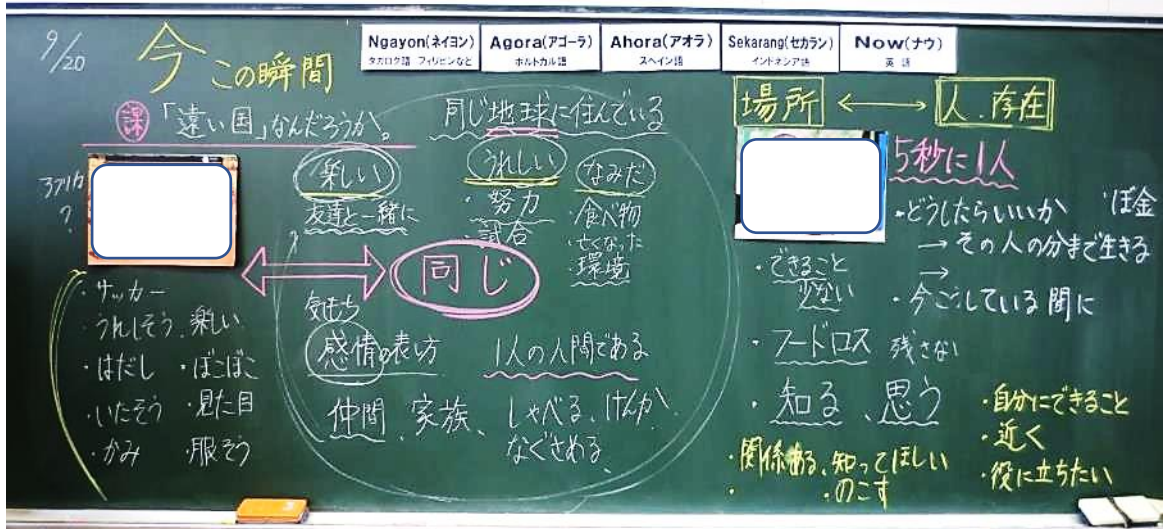 9/20
今 この瞬間
Ngayon(ネイヨン)
タガログ語 フィリピンなど
Agora(アゴーラ)
ポルトガル語
Ahora(アオラ)
スペイン語
Sekarang(セカラン)
インドネシア語
Now(ナウ)
英語
課 「遠い国」なんだろうか。
アフリカ
?
・サッカー
・うれしそう 楽しい
・はだし ・ぼこぼこ
・いたそう ・見た目
・かみ ・服そう
同じ地球に住んでいる
楽しい
友達と一緒に
うれしい
・努力
・試合
なみだ
・食べ物
・亡くなった
・環境
同じ
気もち
感情の表し方
1人の人間である
仲間、家族、しゃべる、けんか、
なぐさめる、
場所 ⟷ 人、存在
5秒に1人
・どうしたらいいか ・ぼ金
→ その人の分まで生きる
→
・今こうしている間に
・できること
少ない
・フードロス 残さない
・知る、思う
・関係ある、知ってほしい
・ ・のこす
・自分にできること
・近く
・役に立ちたい